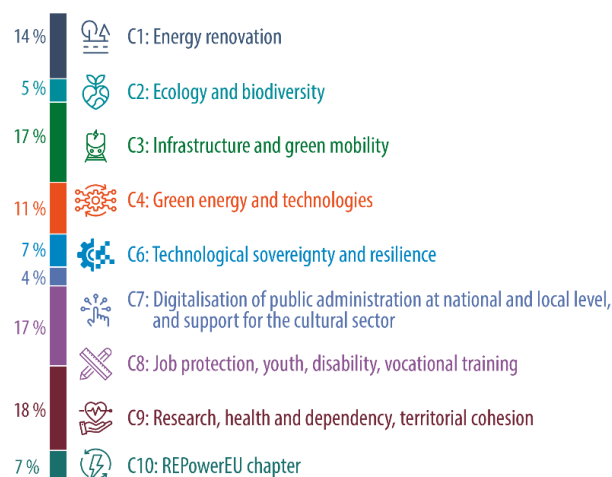 14 % C1: Energy renovation
5 % C2: Ecology and biodiversity
17 % C3: Infrastructure and green mobility
11 % C4: Green energy and technologies
7 % C6: Technological sovereignty and resilience
4 % C7: Digitalisation of public administration at national and local level,
and support for the cultural sector
17 % C8: Job protection, youth, disability, vocational training
18 % C9: Research, health and dependency, territorial cohesion
7 % C10: REPowerEU chapter